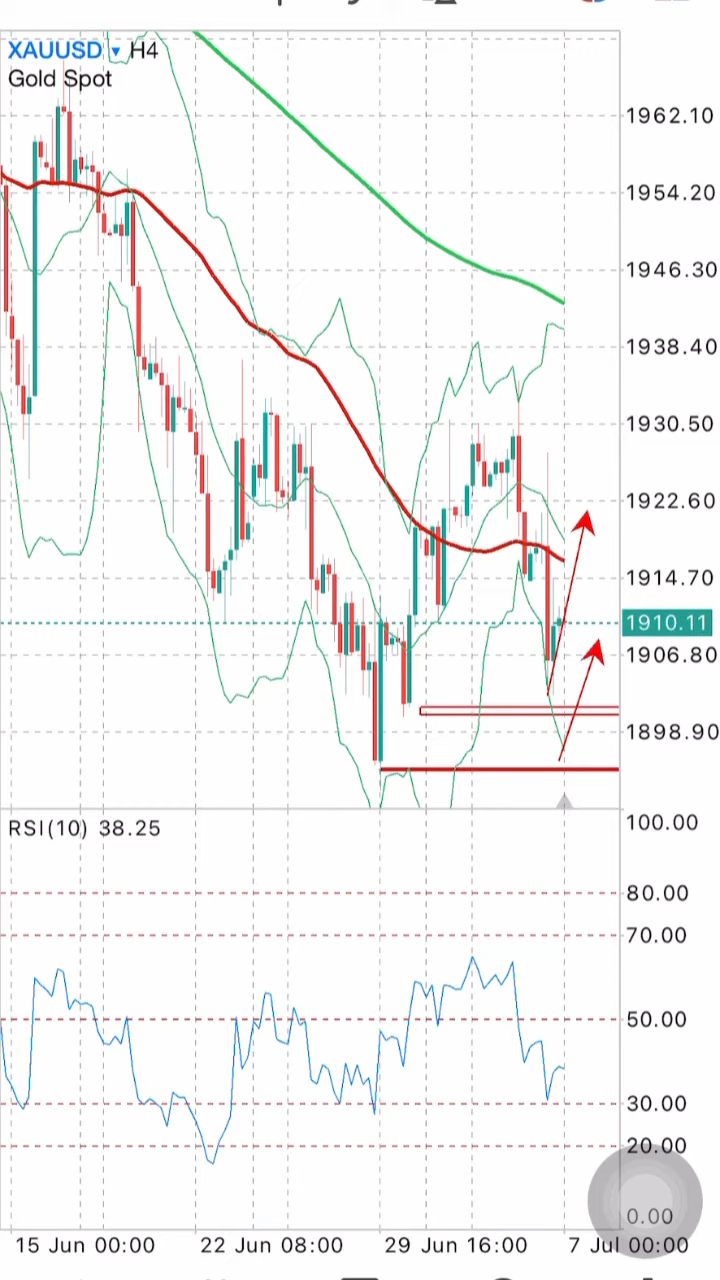 XAUUSD ▾ H4
Gold Spot
1962.10
1954.20
1946.30
1938.40
1930.50
1922.60
1914.70
1910.11
1906.80
1898.90
RSI(10) 38.25
100.00
80.00
70.00
50.00
30.00
20.00
0.00
15 Jun 00:00
22 Jun 08:00
29 Jun 16:00
7 Jul 00:00